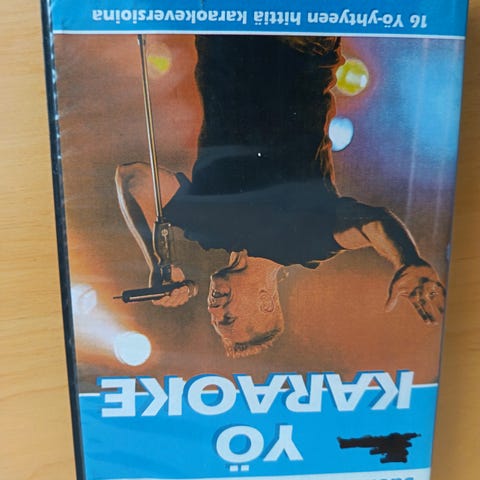 YÖ
KARAOKE
16 Yö-yhtyeen hittiä karaokeversioina